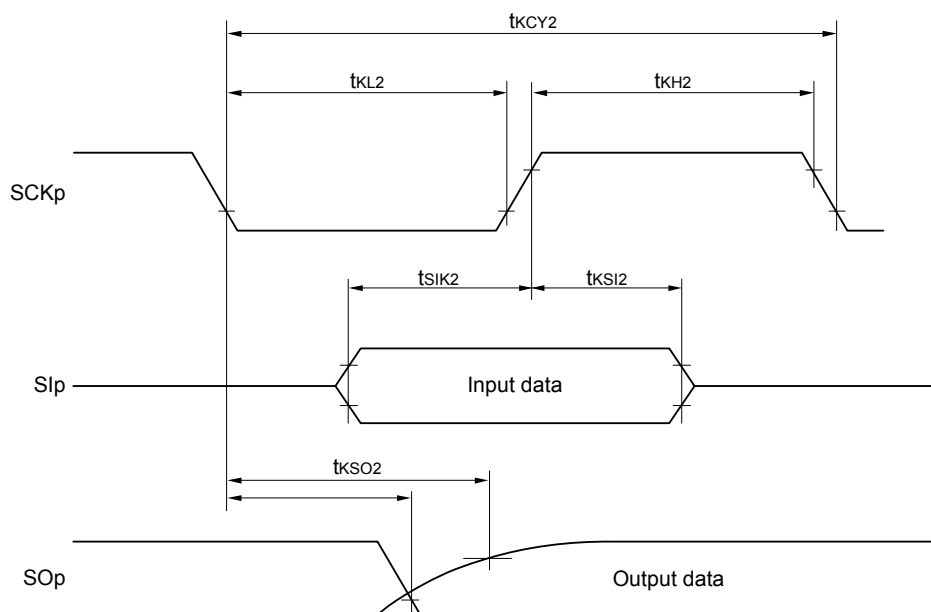 tKCY2
tKL2
tKH2
SCKp
tSIK2
tKSI2
SIp
Input data
tKSO2
SOp
Output data